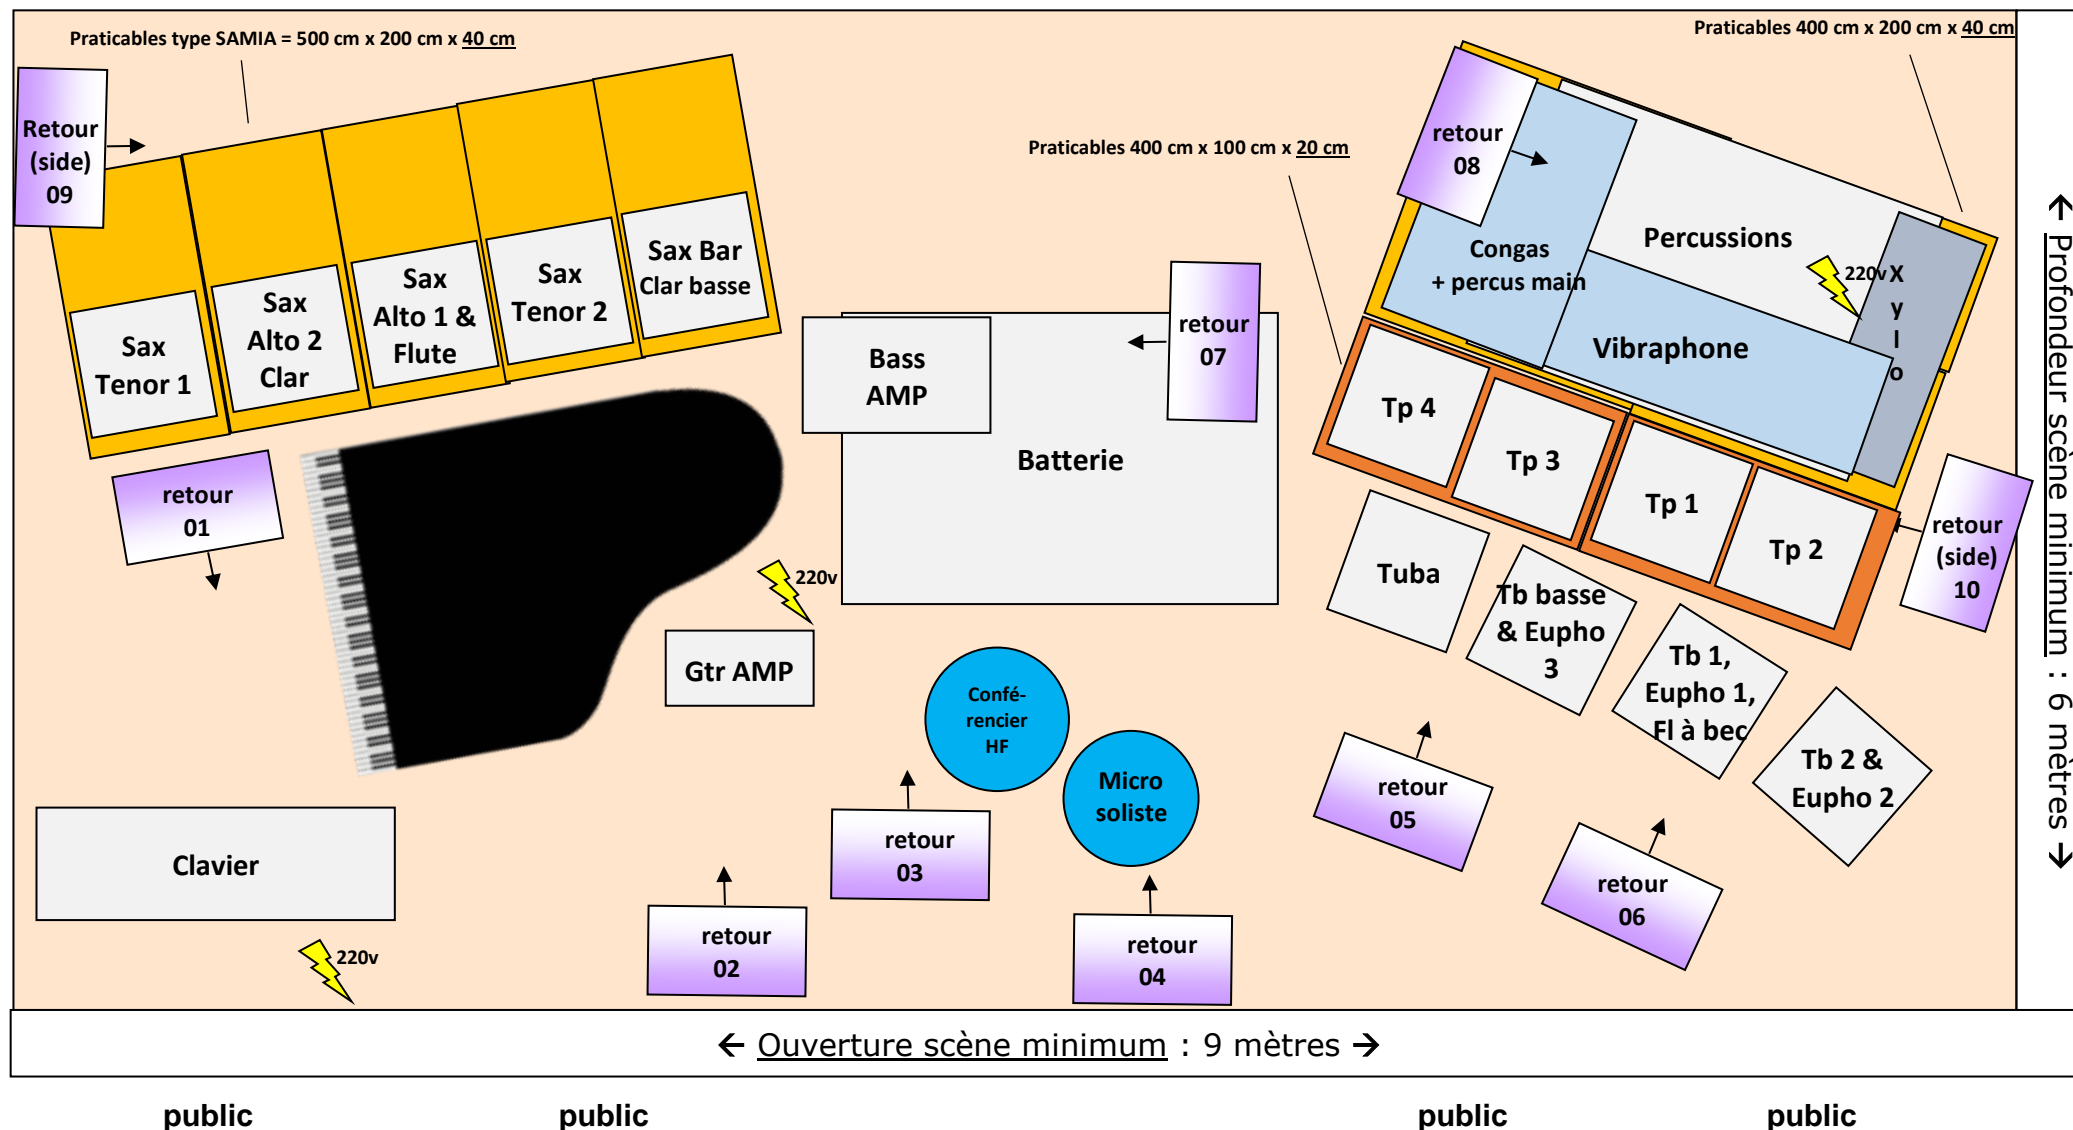 Praticables type SAMIA = 500 cm x 200 cm x 40 cm
Praticables 400 cm x 200 cm x 40 cm
Praticables 400 cm x 100 cm x 20 cm
Retour
(side)
09
retour
08
Sax
Tenor 1
Sax
Alto 2
Clar
Sax
Alto 1 &
Flute
Sax
Tenor 2
Sax Bar
Clar basse
Bass
AMP
retour
07
Batterie
Congas
+ percus main
Percussions
220v
Xylo
Vibraphone
Tp 4
Tp 3
Tp 1
Tp 2
retour
(side)
10
retour
01
220v
Gtr AMP
Tuba
Tb basse
& Eupho
3
Tb 1,
Eupho 1,
Fl à bec
Tb 2 &
Eupho 2
Confé-
rencier
HF
Micro
soliste
retour
05
retour
06
retour
03
retour
02
retour
04
Clavier
220v
← Profondeur scène minimum : 6 mètres →
← Ouverture scène minimum : 9 mètres →
public public public public